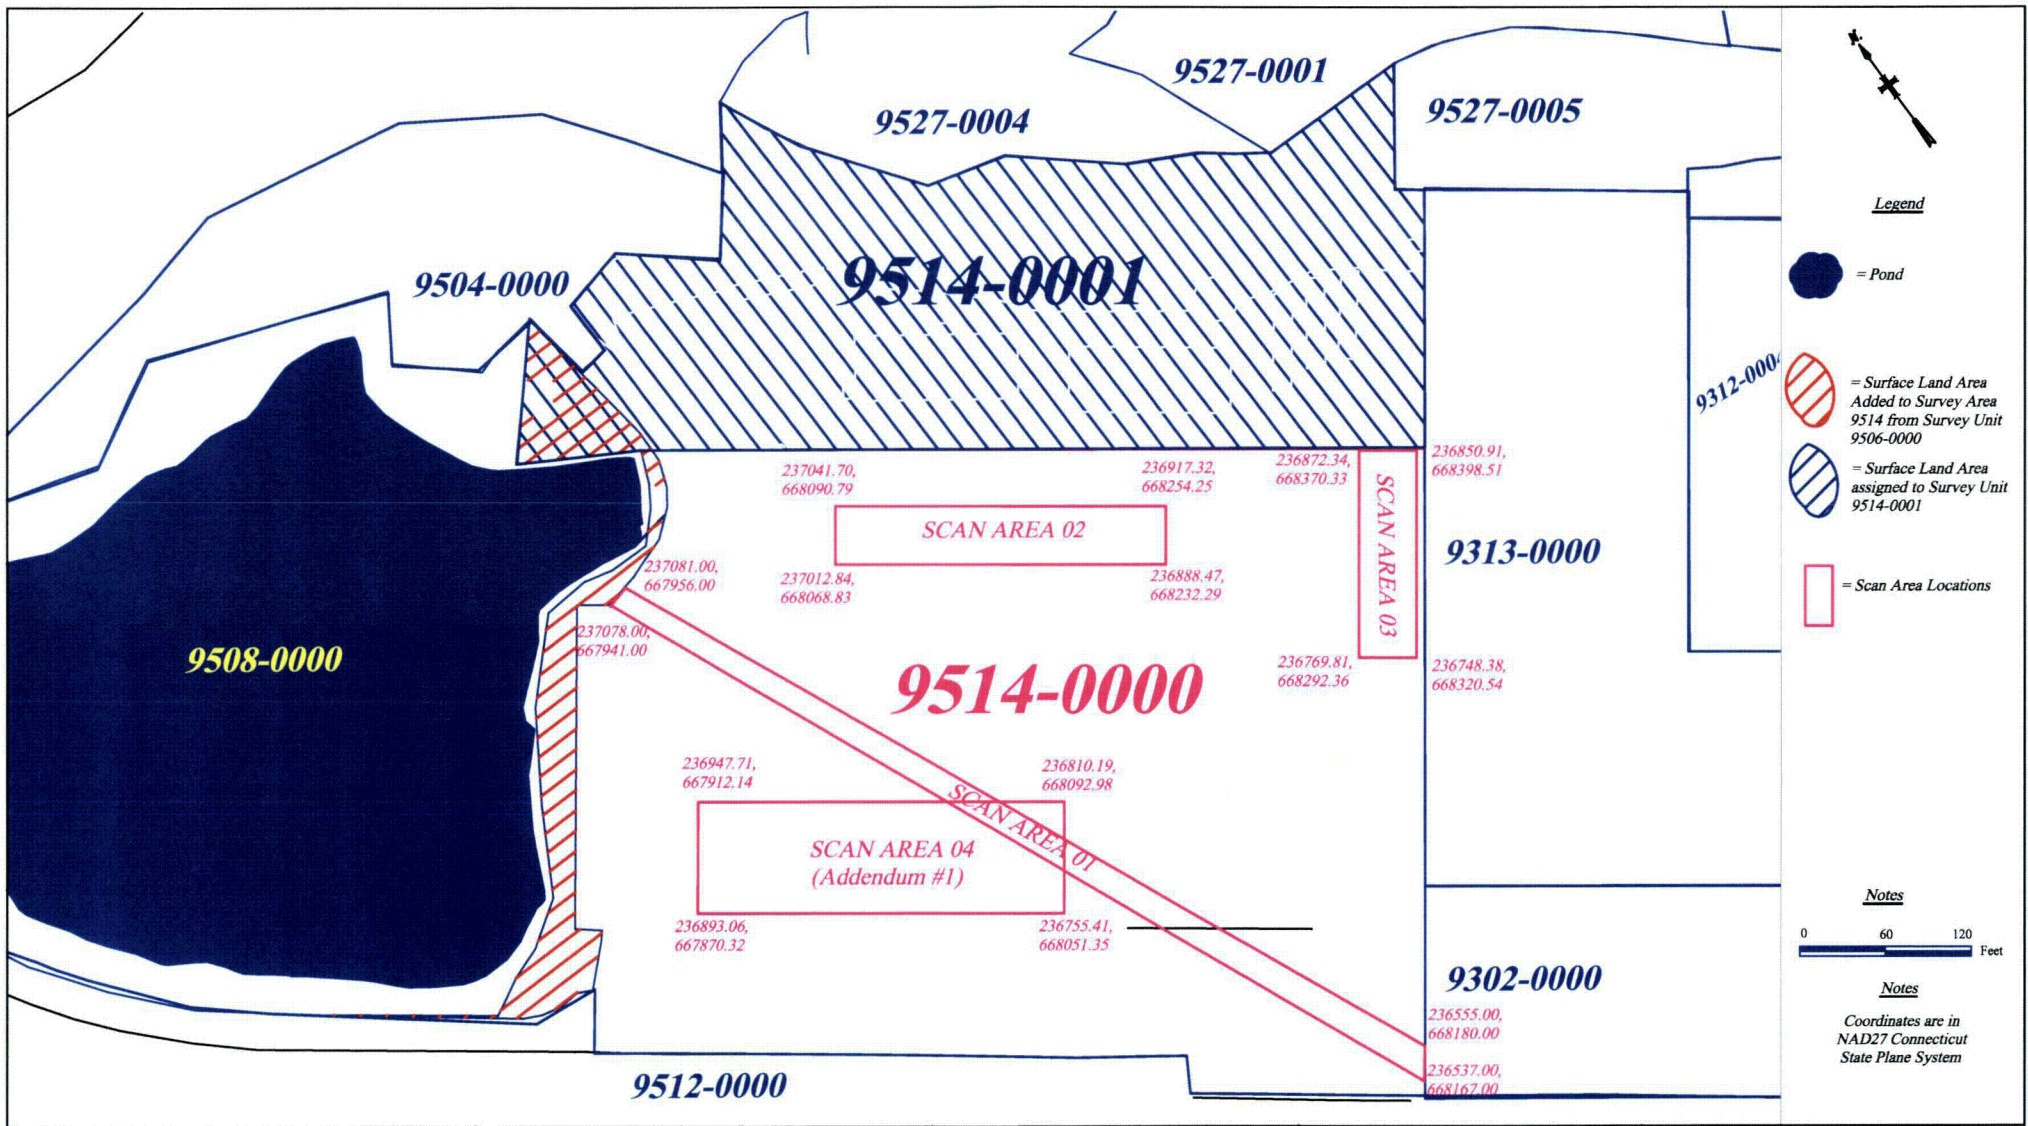 9527-0001
9527-0004
9527-0005
9504-0000
9514-0001
9312-000
237041.70,
668090.79
236917.32,
668254.25
236872.34,
668370.33
236850.91,
668398.51
SCAN AREA 02
SCAN AREA 03
9313-0000
237081.00,
667956.00
237012.84,
668068.83
236888.47,
668232.29
237078.00,
667941.00
9508-0000
236769.81,
668292.36
236748.38,
668320.54
9514-0000
236947.71,
667912.14
236810.19,
668092.98
SCAN AREA 01
SCAN AREA 04
(Addendum #1)
236893.06,
667870.32
236755.41,
668051.35
9302-0000
236555.00,
668180.00
236537.00,
668167.00
9512-0000
N
Legend
= Pond
= Surface Land Area
Added to Survey Area
9514 from Survey Unit
9506-0000
= Surface Land Area
assigned to Survey Unit
9514-0001
= Scan Area Locations
Notes
0 60 120
Feet
Notes
Coordinates are in
NAD27 Connecticut
State Plane System